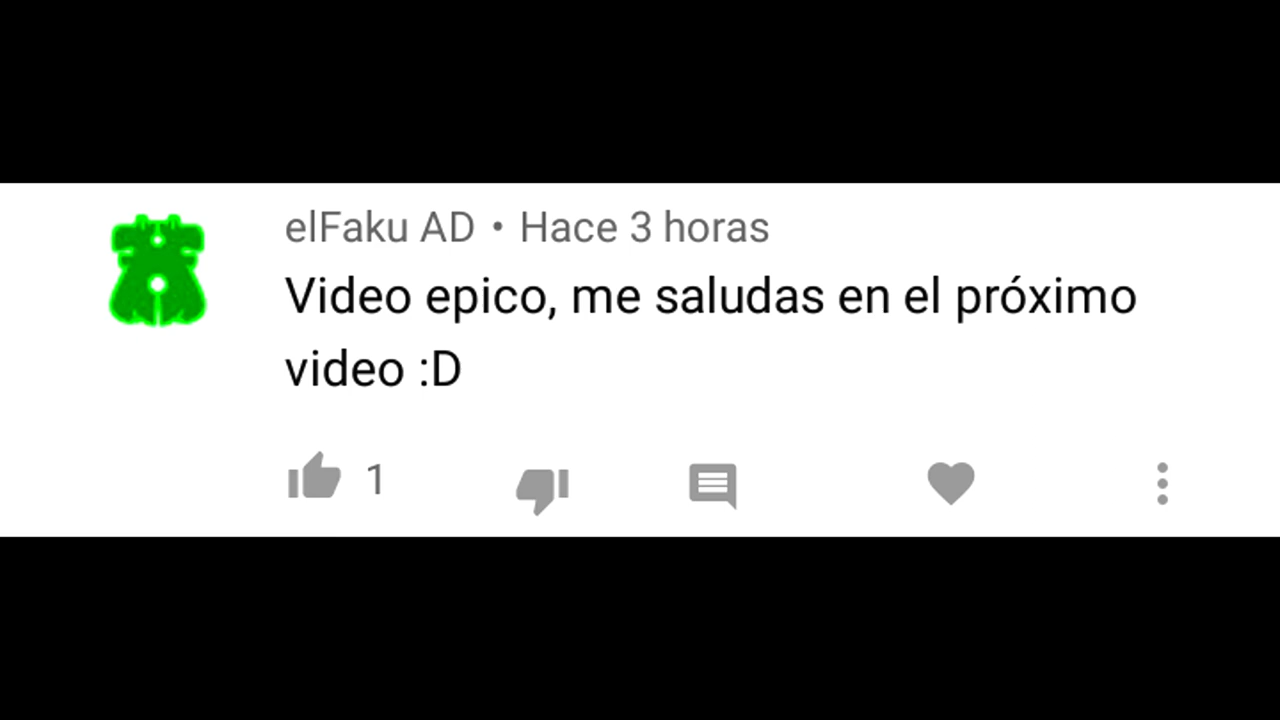 elFaku AD • Hace 3 horas
Video epico, me saludas en el próximo
video :D
1